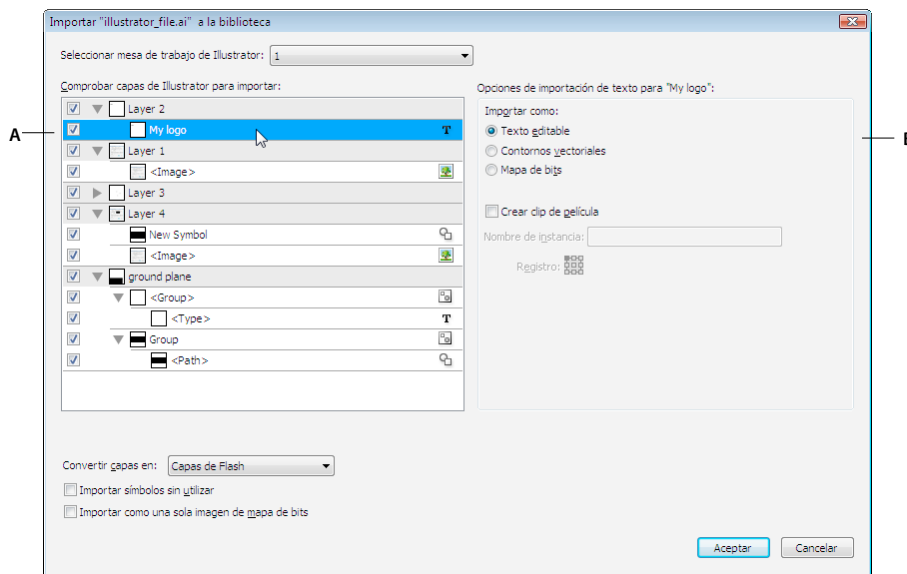 Importar "illustrator_file.ai" a la biblioteca
Seleccionar mesa de trabajo de Illustrator: 1
Comprobar capas de Illustrator para importar:
Layer 2
My logo T
Layer 1
<Image>
Layer 3
Layer 4
New Symbol
<Image>
ground plane
<Group>
<Type> T
Group
<Path>
A
Opciones de importación de texto para "My logo":
Importar como:
Texto editable
Contornos vectoriales
Mapa de bits
Crear clip de película
Nombre de instancia:
Registro:
Convertir capas en: Capas de Flash
Importar símbolos sin utilizar
Importar como una sola imagen de mapa de bits
Aceptar Cancelar